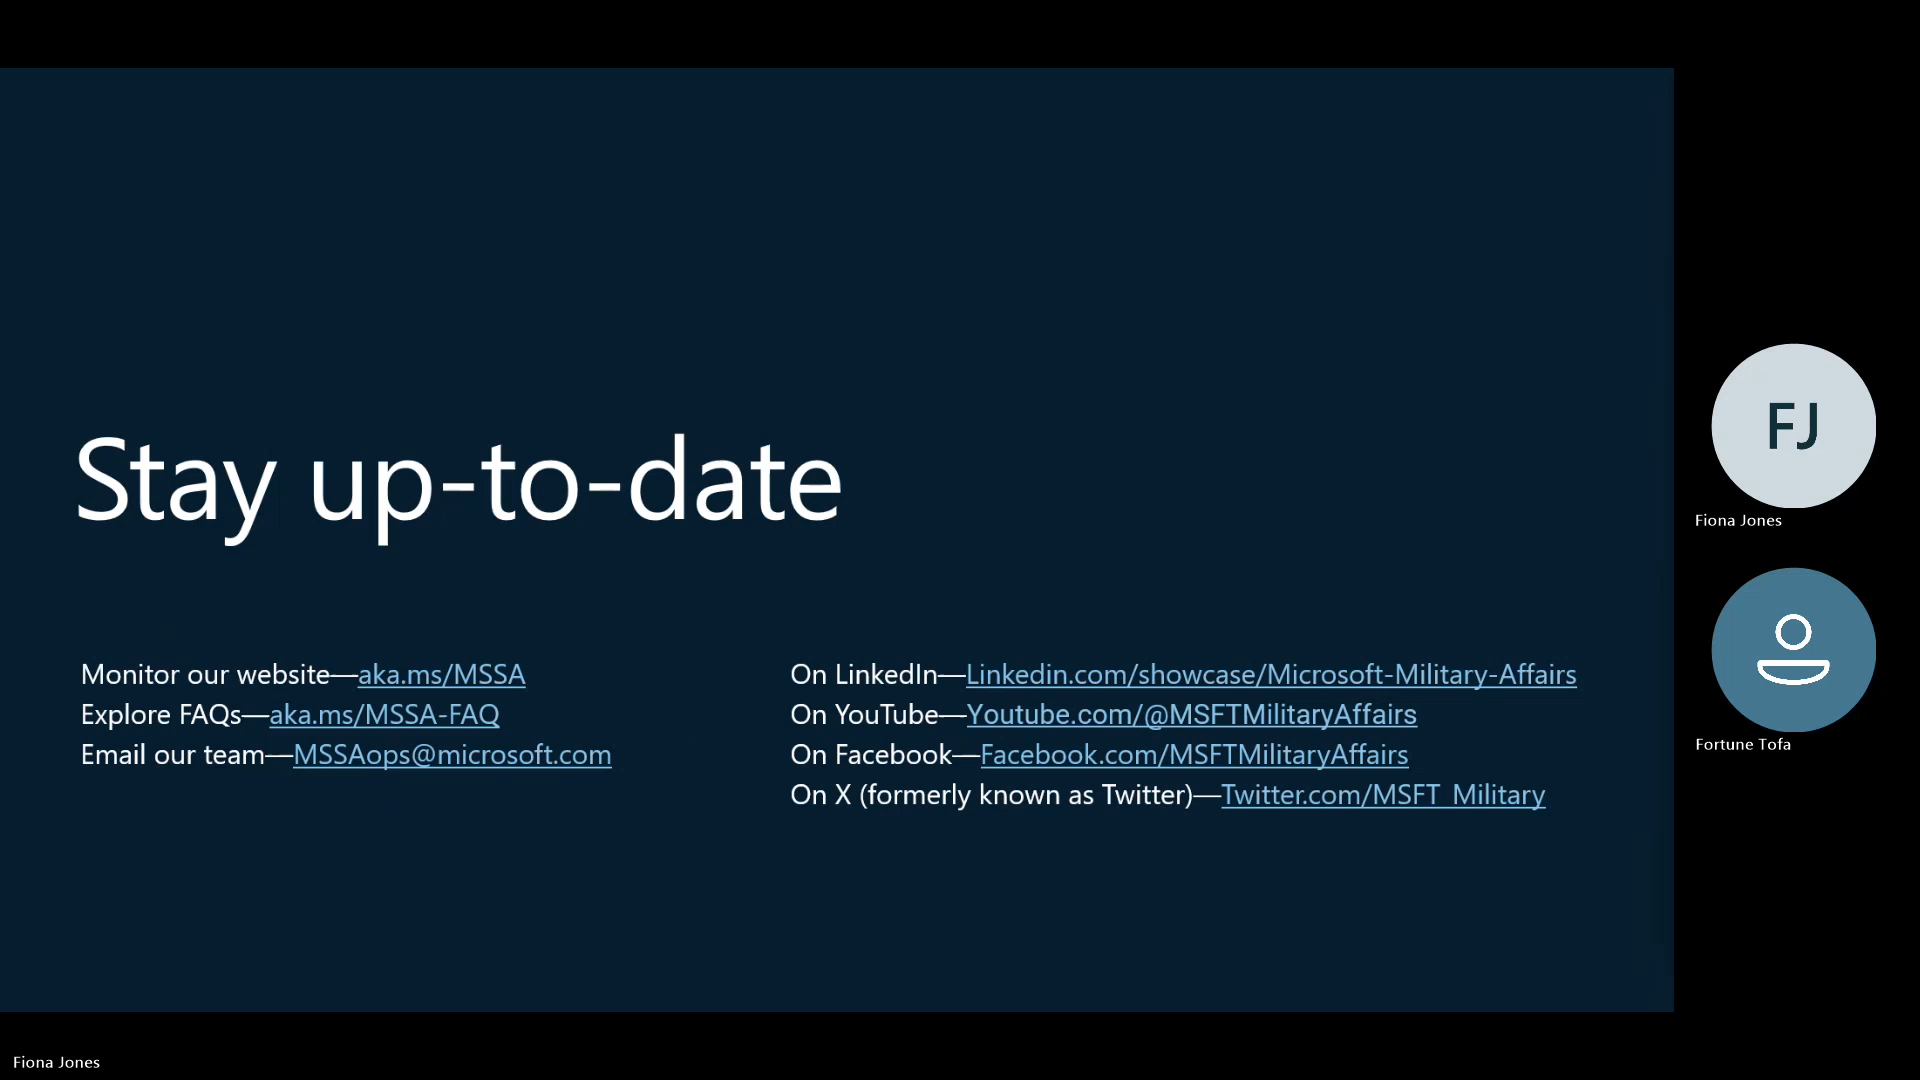 Stay up-to-date
Monitor our website—aka.ms/MSSA
Explore FAQs—aka.ms/MSSA-FAQ
Email our team—MSSAops@microsoft.com
On LinkedIn—Linkedin.com/showcase/Microsoft-Military-Affairs
On YouTube—Youtube.com/@MSFTMilitaryAffairs
On Facebook—Facebook.com/MSFTMilitaryAffairs
On X (formerly known as Twitter)—Twitter.com/MSFT_Military
FJ
Fiona Jones
Fortune Tofa
Fiona Jones